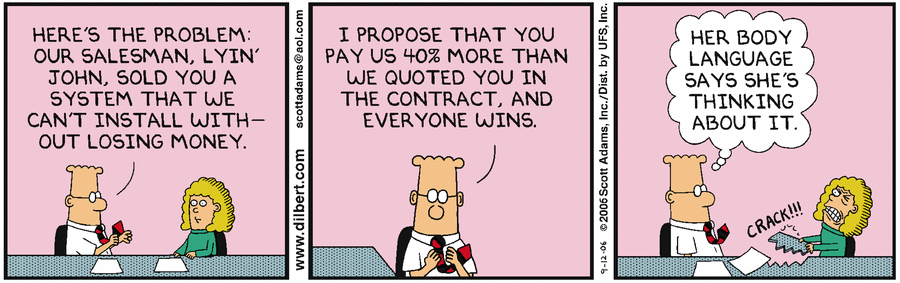 HERE'S THE PROBLEM:
OUR SALESMAN, LYIN'
JOHN, SOLD YOU A
SYSTEM THAT WE
CAN'T INSTALL WITH-
OUT LOSING MONEY.
www.dilbert.com scottadams@aol.com
I PROPOSE THAT YOU
PAY US 40% MORE THAN
WE QUOTED YOU IN
THE CONTRACT, AND
EVERYONE WINS.
9-12-06 © 2006 Scott Adams, Inc./Dist. by UFS, Inc.
HER BODY
LANGUAGE
SAYS SHE'S
THINKING
ABOUT IT.
CRACK!!!